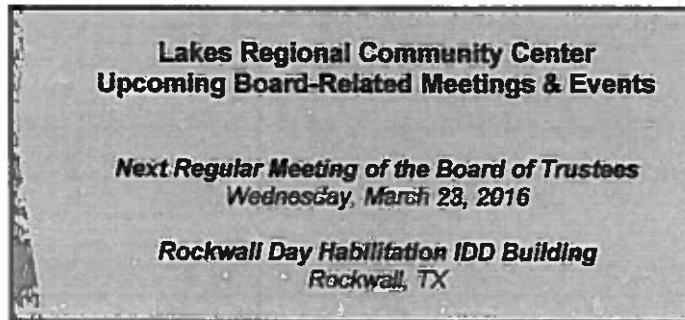 Lakes Regional Community Center
Upcoming Board-Related Meetings & Events
Next Regular Meeting of the Board of Trustees
Wednesday, March 23, 2016
Rockwall Day Habilitation IDD Building
Rockwall, TX